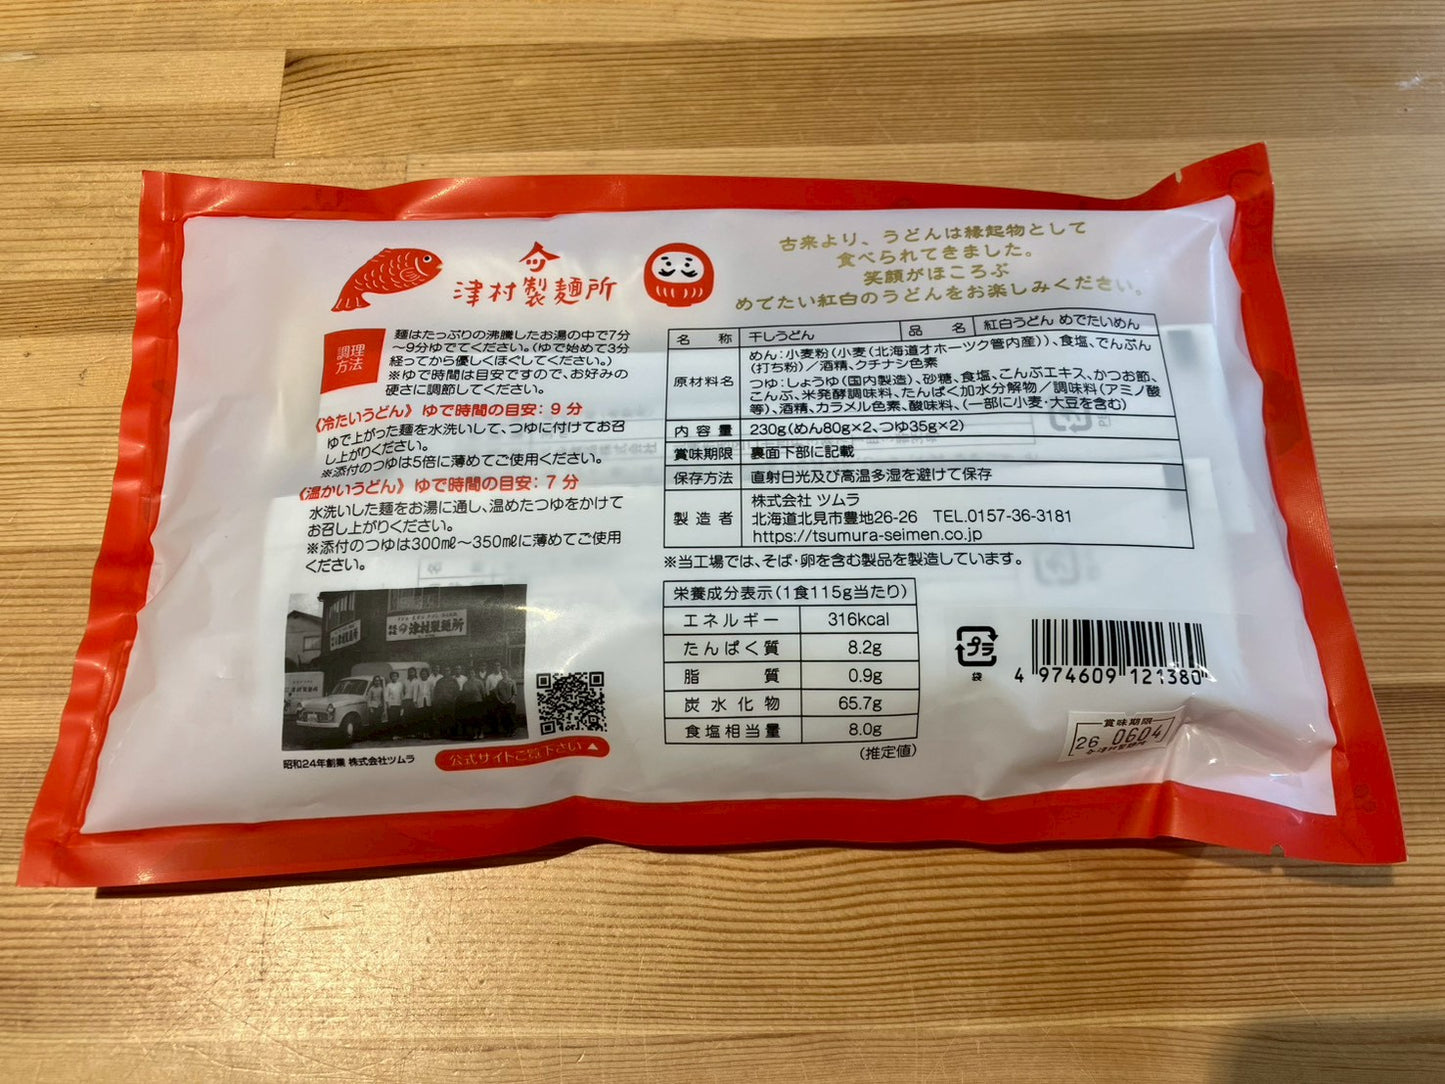 津村製麺所
古来より、うどんは縁起物として
食べられてきました。
笑顔がほころぶ
めでたい紅白のうどんをお楽しみください。
調理
方法
麺はたっぷりの沸騰したお湯の中で7分
～9分ゆでてください。(ゆで始めて3分
経ってから優しくほぐしてください。)
※ゆで時間は目安ですので、お好みの
硬さに調節してください。
《冷たいうどん》 ゆで時間の目安：9 分
ゆで上がった麺を水洗いして、つゆに付けてお召
し上がりください。
※添付のつゆは5倍に薄めてご使用ください。
《温かいうどん》 ゆで時間の目安：7 分
水洗いした麺をお湯に通し、温めたつゆをかけて
お召し上がりください。
※添付のつゆは300㎖～350㎖に薄めてご使用
ください。
津村製麺所
昭和24年創業 株式会社ツムラ
公式サイトご覧下さい▲
名 称 干しうどん 品 名 紅白うどん めでたいめん
原材料名
めん：小麦粉(小麦(北海道オホーツク管内産))、食塩、でんぷん
(打ち粉)／酒精、クチナシ色素
つゆ：しょうゆ(国内製造)、砂糖、食塩、こんぶエキス、かつお節、
こんぶ、米発酵調味料、たんぱく加水分解物／調味料(アミノ酸
等)、酒精、カラメル色素、酸味料、(一部に小麦・大豆を含む)
内 容 量 230g(めん80g×2、つゆ35g×2)
賞味期限 裏面下部に記載
保存方法 直射日光及び高温多湿を避けて保存
製 造 者
株式会社 ツムラ
北海道北見市豊地26-26 TEL.0157-36-3181
https://tsumura-seimen.co.jp
※当工場では、そば・卵を含む製品を製造しています。
栄養成分表示(1食115g当たり)
エネルギー 316kcal
たんぱく質 8.2g
脂 質 0.9g
炭水化物 65.7g
食塩相当量 8.0g
(推定値)
プラ
袋
4 974609 121380
賞味期限
26 0604